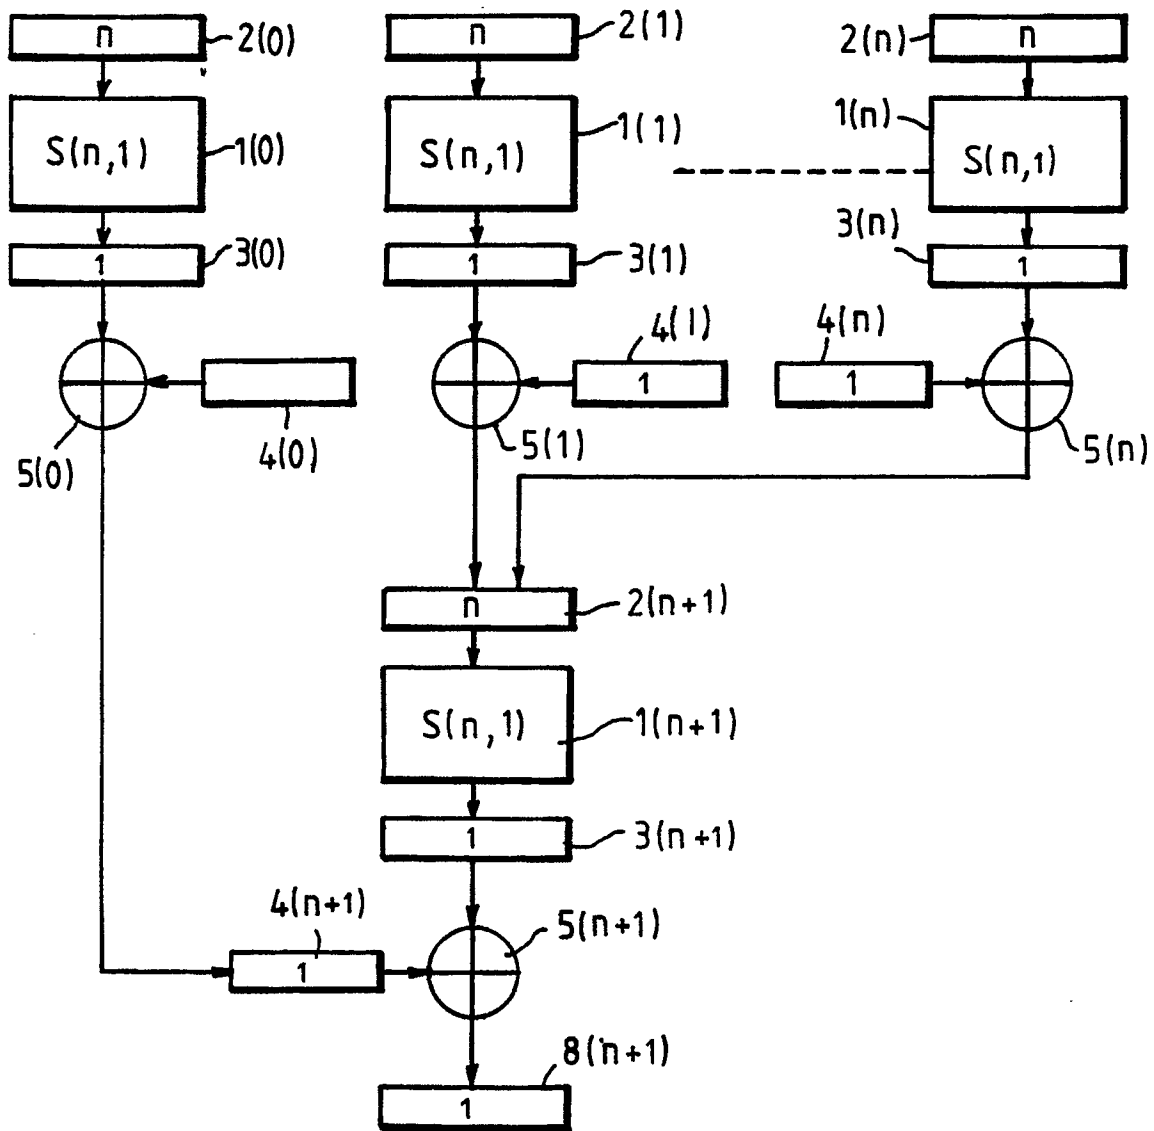 n 2(0) n 2(1) 2(n) n
S(n,1) 1(0) S(n,1) 1(1) 1(n) S(n,1)
1 3(0) 1 3(1) 3(n) 1
4(1) 4(n)
1 1
5(0) 4(0) 5(1) 5(n)
n 2(n+1)
S(n,1) 1(n+1)
1 3(n+1)
4(n+1) 5(n+1)
1
8(n+1)
1